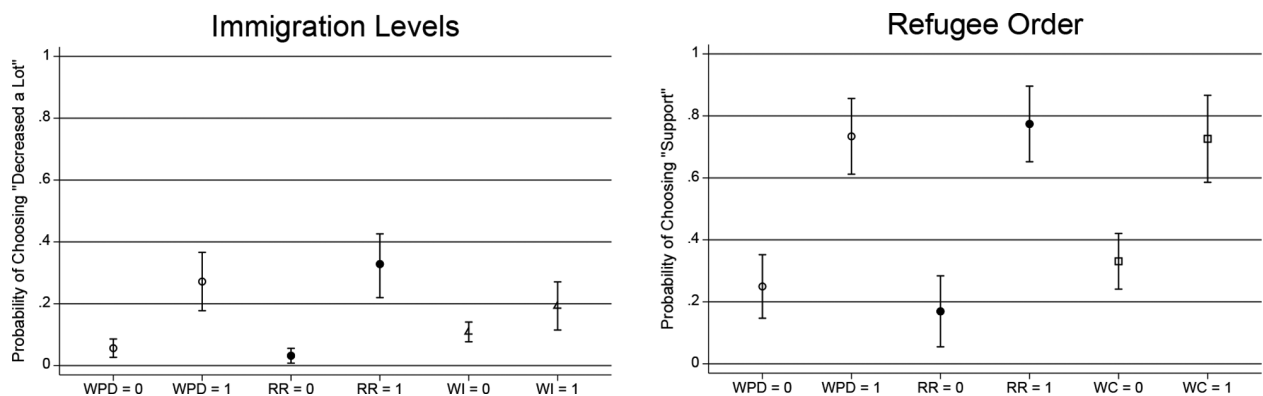 Immigration Levels
Probability of Choosing "Decreased a Lot"
1
.8
.6
.4
.2
0
WPD = 0 WPD = 1 RR = 0 RR = 1 WI = 0 WI = 1
Refugee Order
Probability of Choosing "Support"
1
.8
.6
.4
.2
0
WPD = 0 WPD = 1 RR = 0 RR = 1 WC = 0 WC = 1